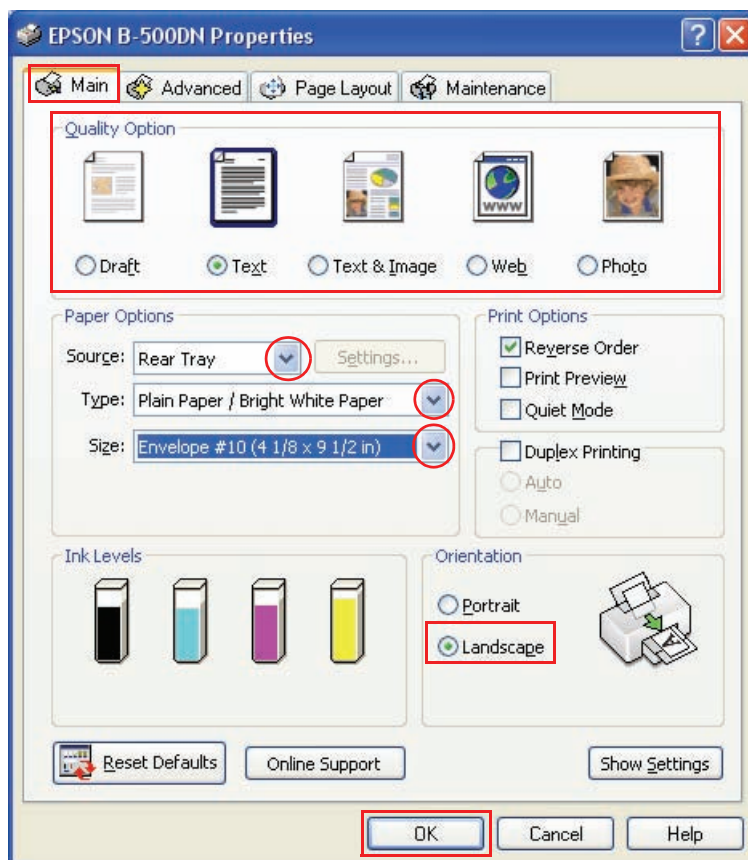 EPSON B-500DN Properties
Main Advanced Page Layout Maintenance
Quality Option
WWW
Draft Text Text & Image Web Photo
Paper Options
Source: Rear Tray Settings...
Type: Plain Paper / Bright White Paper
Size: Envelope #10 (4 1/8 x 9 1/2 in)
Print Options
Reverse Order
Print Preview
Quiet Mode
Duplex Printing
Auto
Manual
Ink Levels
Orientation
Portrait
Landscape
Reset Defaults Online Support Show Settings
OK Cancel Help